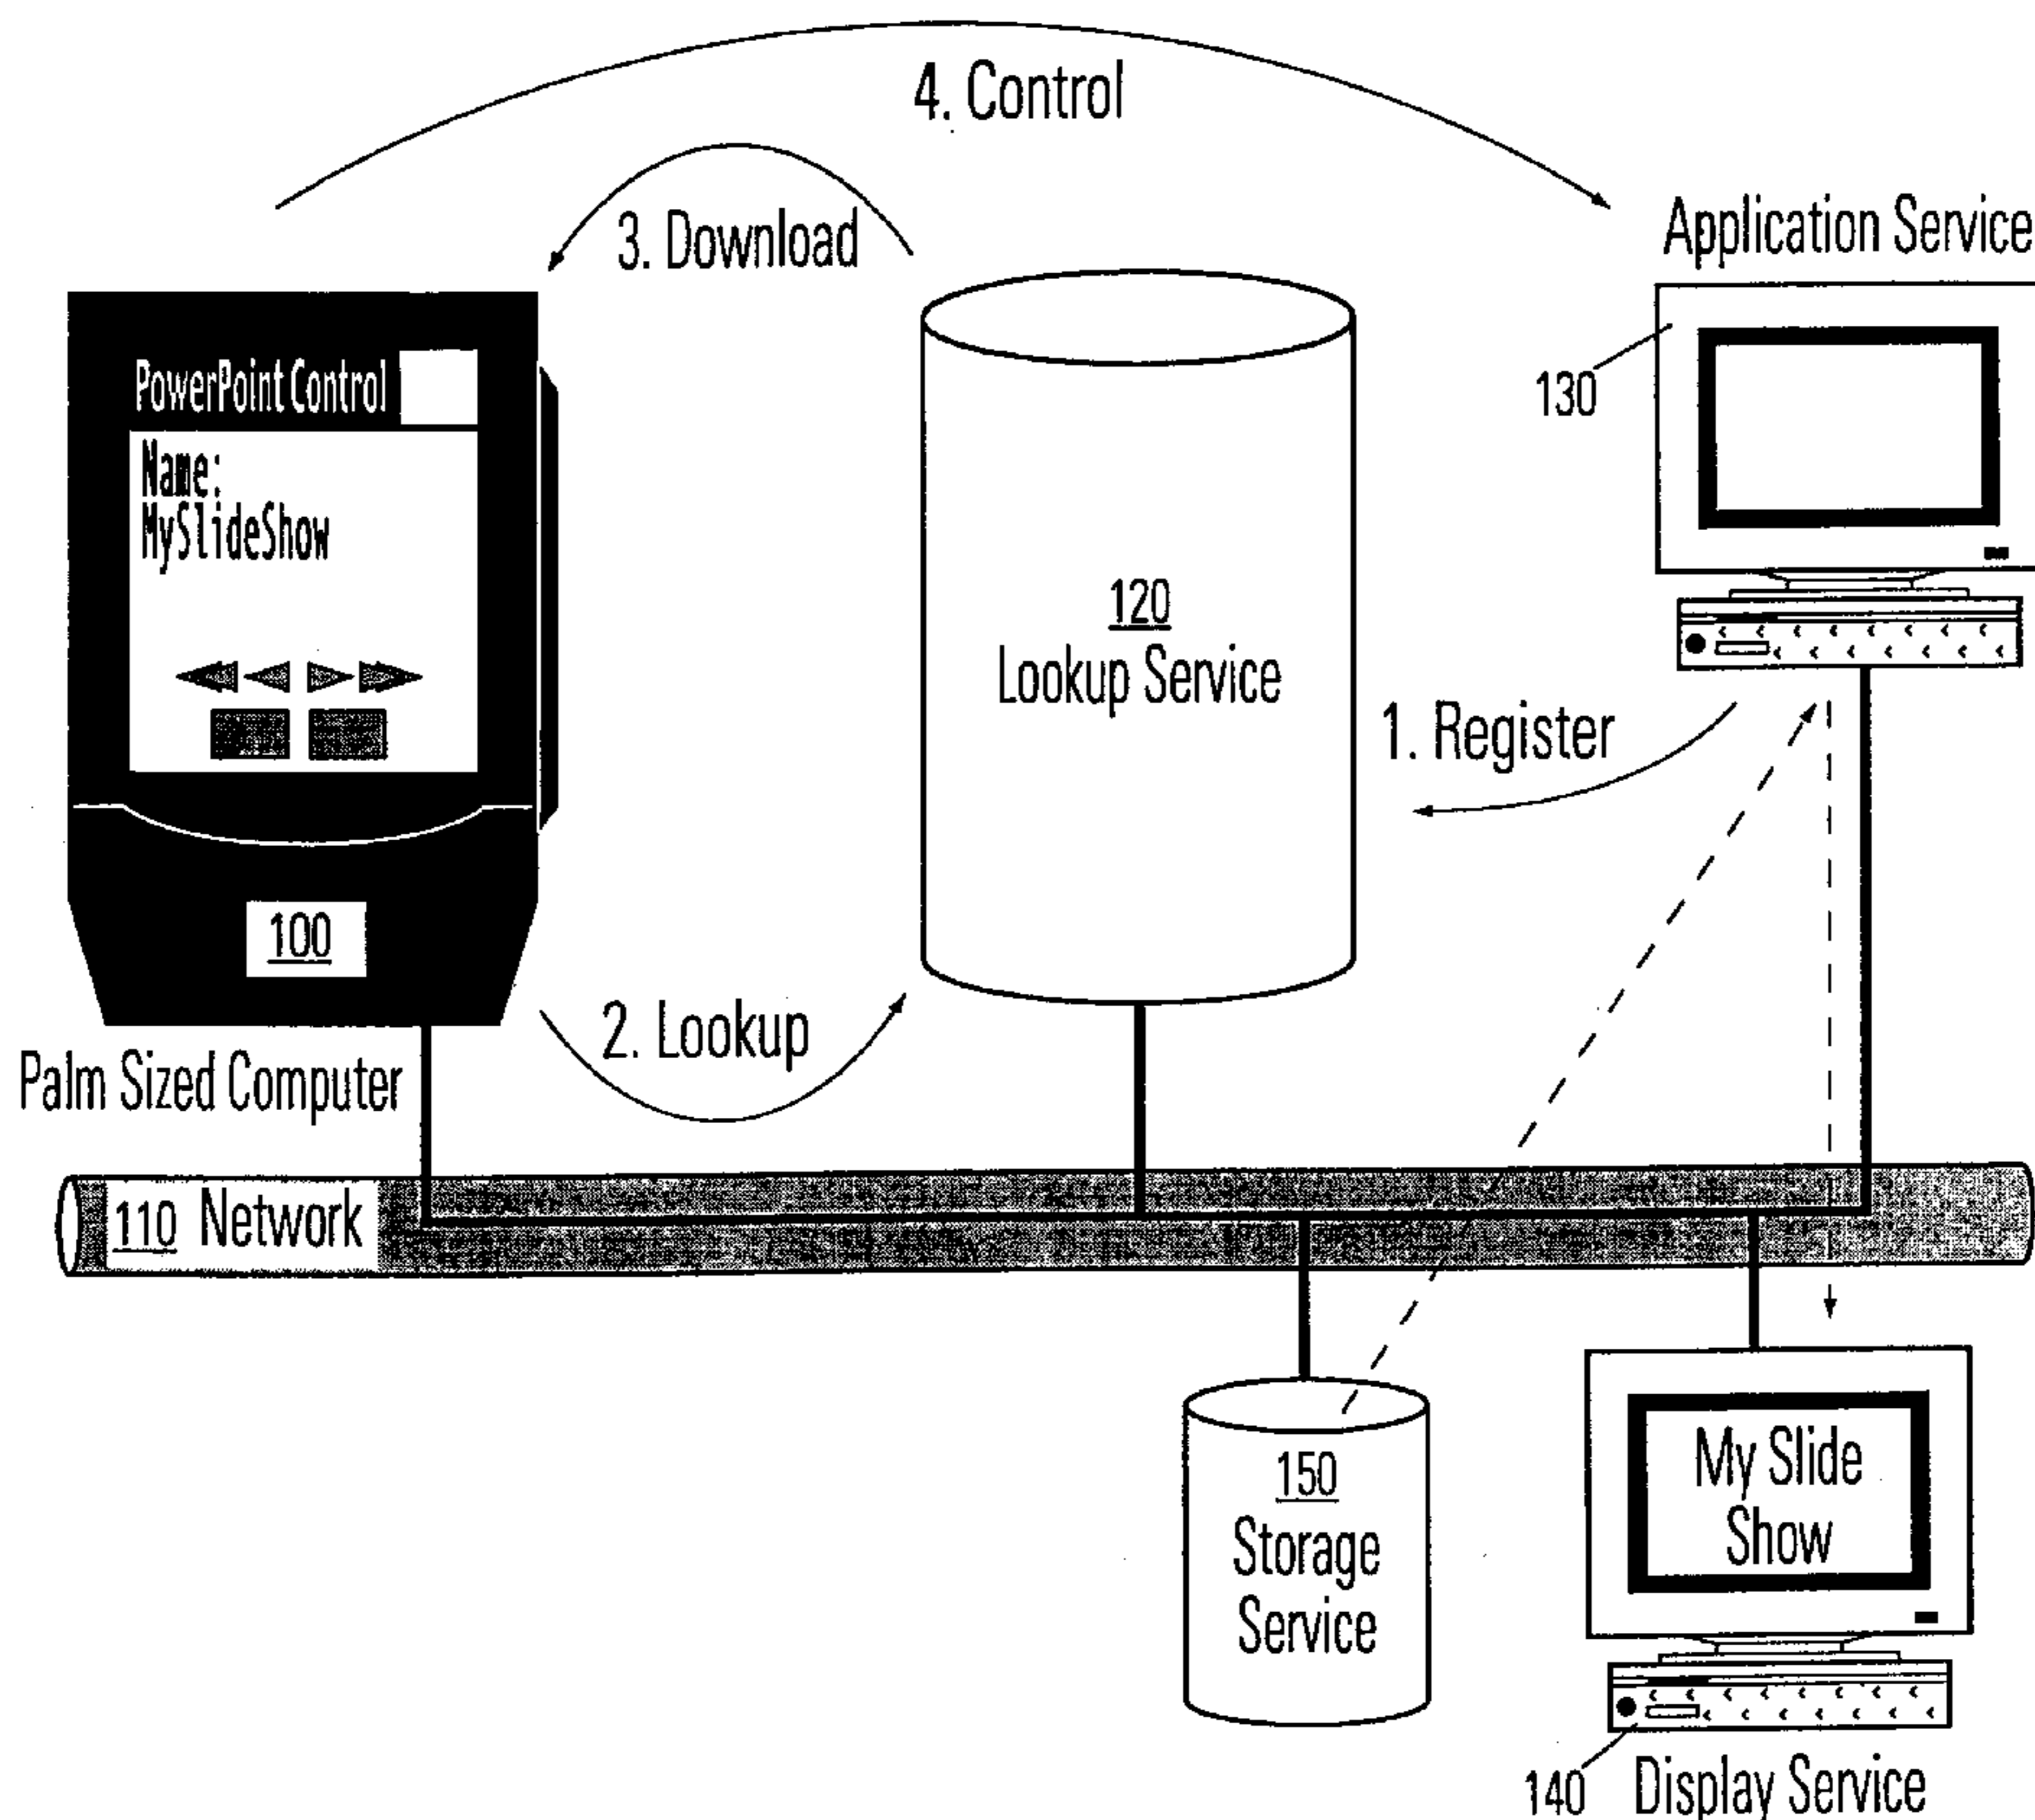 4. Control
3. Download
Application Service
PowerPoint Control
130
Name:
MySlideShow
120
Lookup Service
1. Register
100
2. Lookup
Palm Sized Computer
110 Network
150
Storage
Service
My Slide
Show
140 Display Service